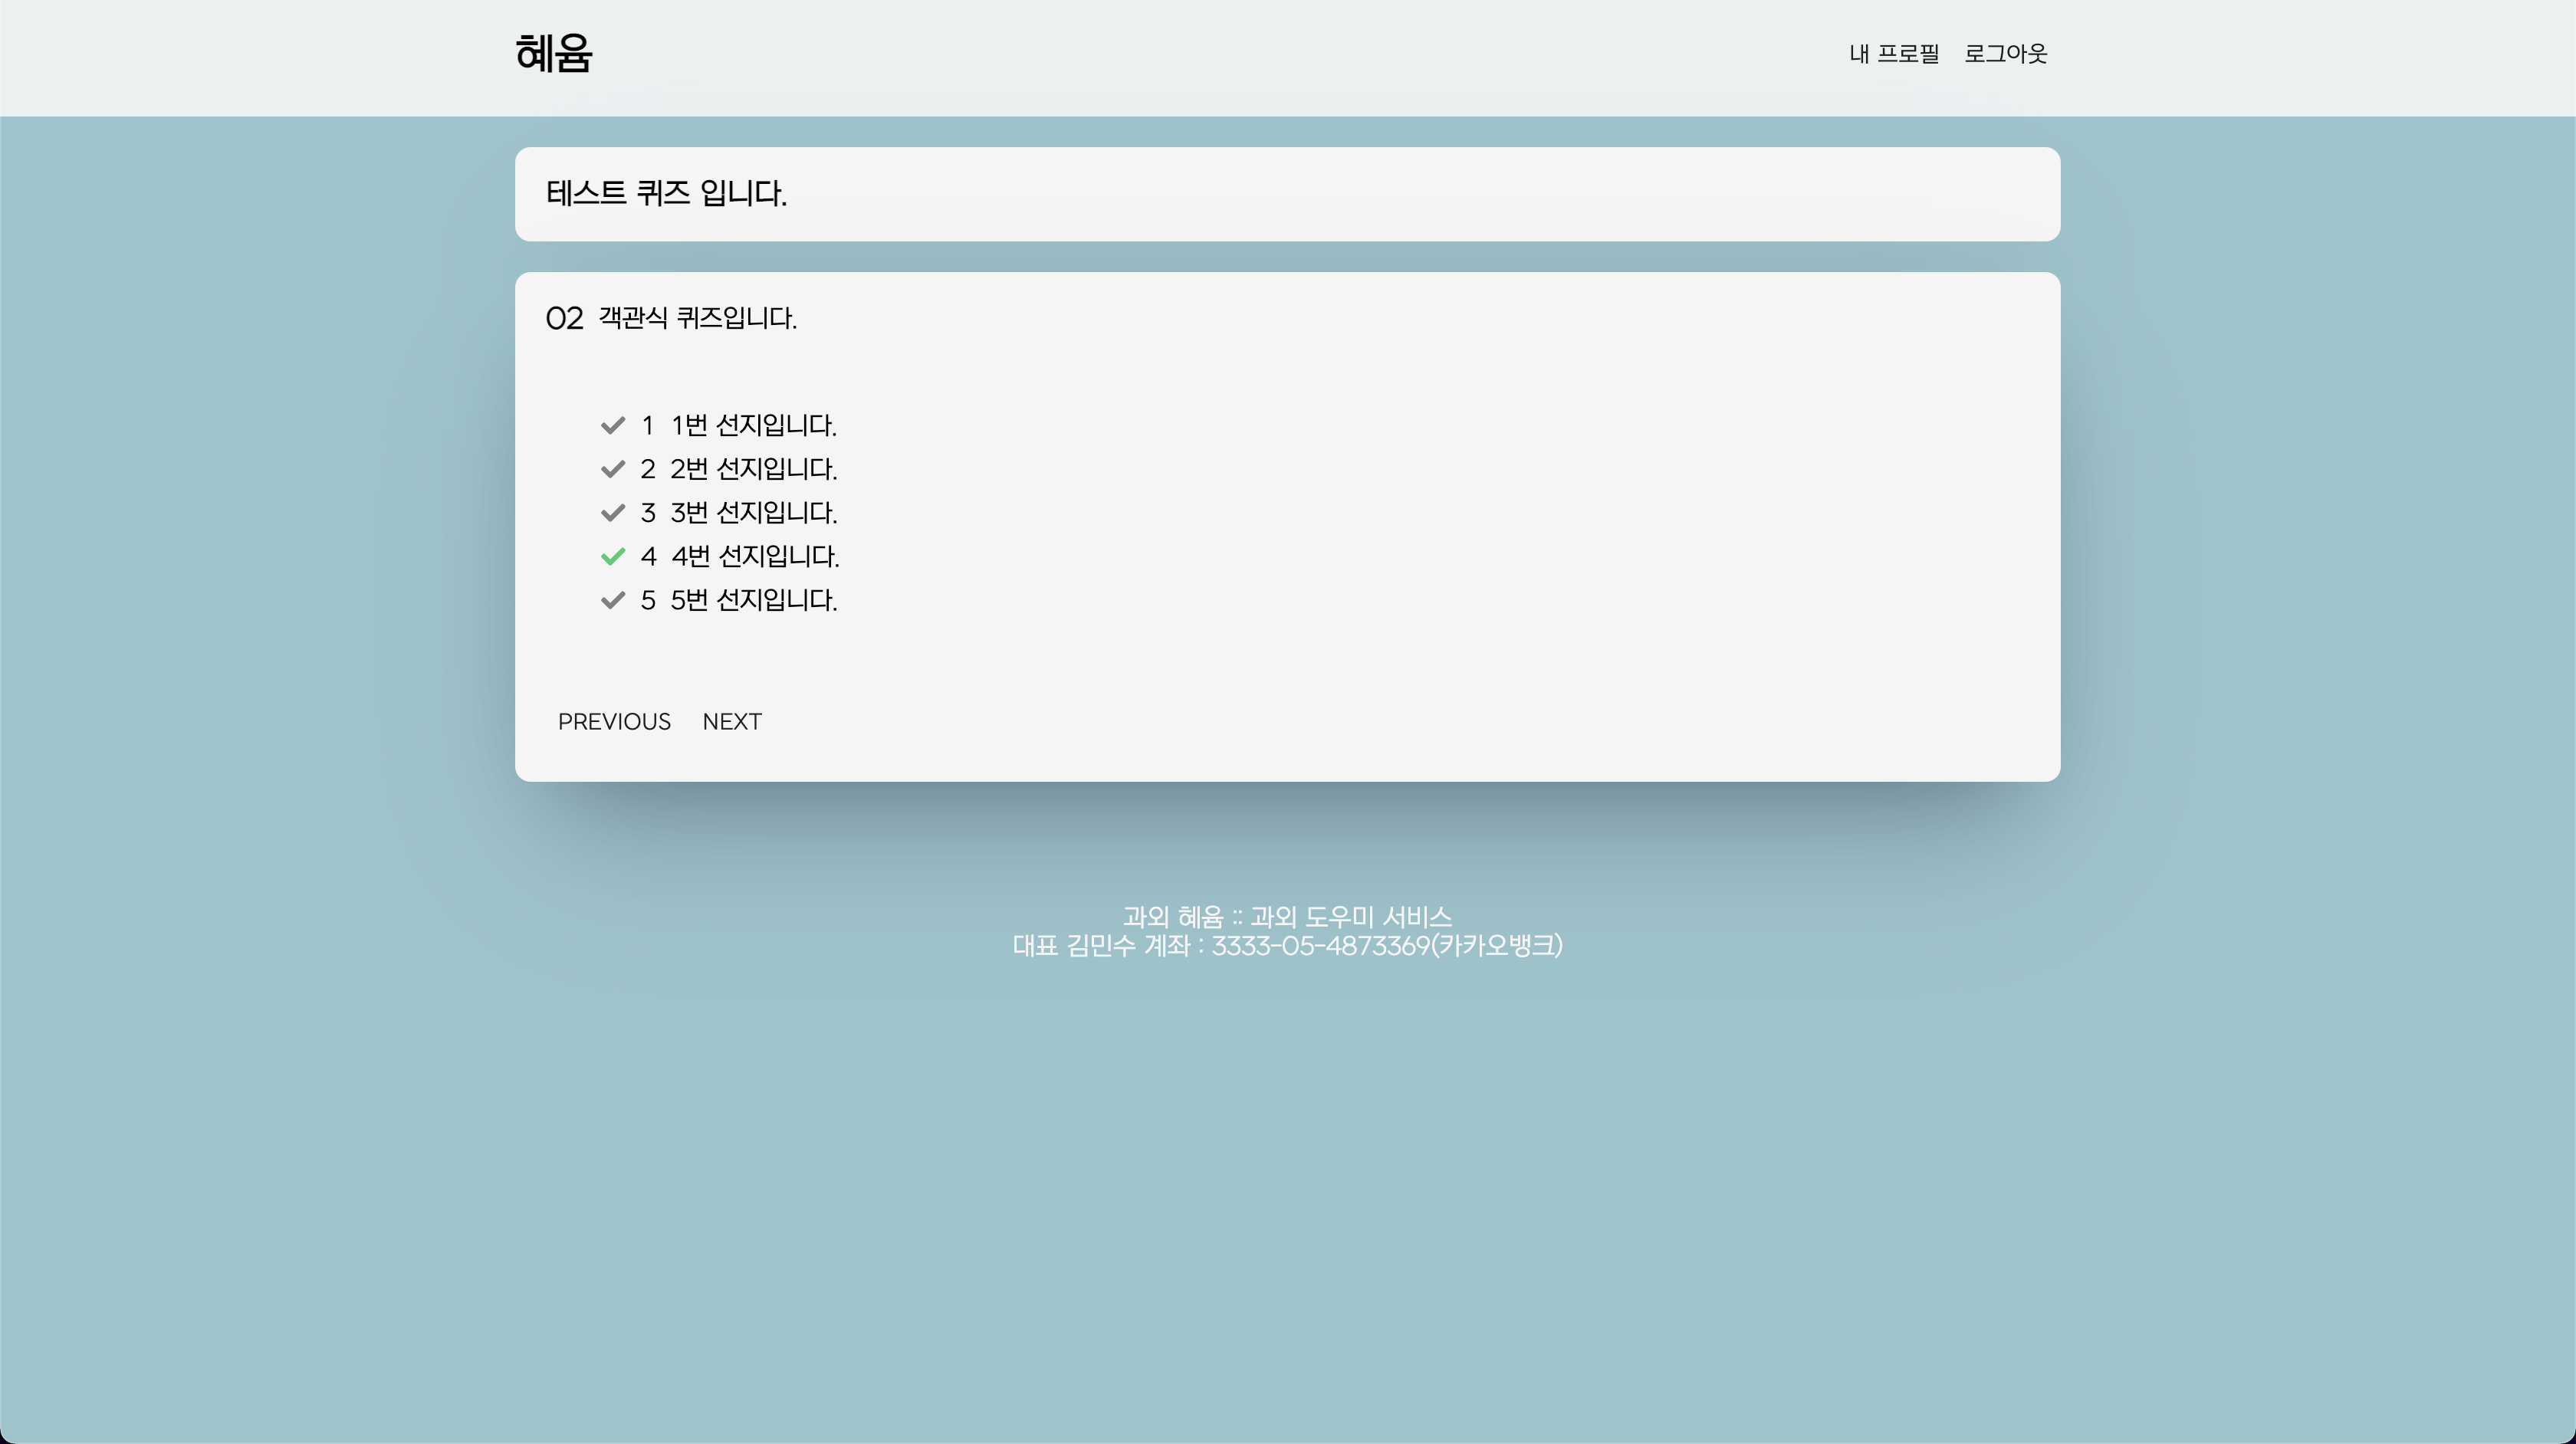 혜윰
내 프로필 로그아웃
테스트 퀴즈 입니다.
02 객관식 퀴즈입니다.
1 1번 선지입니다.
2 2번 선지입니다.
3 3번 선지입니다.
4 4번 선지입니다.
5 5번 선지입니다.
PREVIOUS NEXT
과외 혜윰 :: 과외 도우미 서비스
대표 김민수 계좌 : 3333-05-4873369(카카오뱅크)